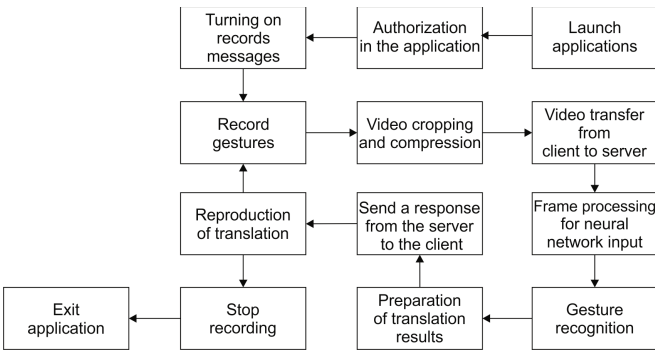 Turning on
records
messages
Authorization
in the application
Launch
applications
Record
gestures
Video cropping
and compression
Video transfer
from
client to server
Reproduction
of translation
Send a response
from the server
to the client
Frame processing
for neural
network input
Exit
application
Stop
recording
Preparation
of translation
results
Gesture
recognition